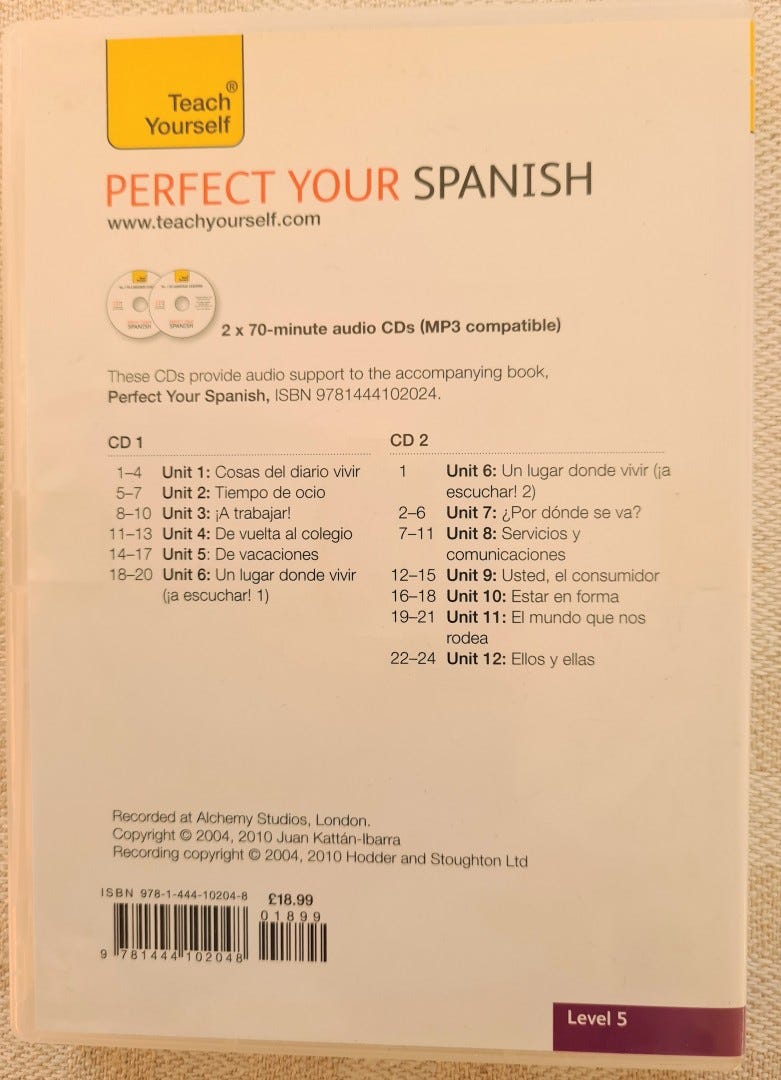 Teach®
Yourself
PERFECT YOUR SPANISH
www.teachyourself.com
2 x 70-minute audio CDs (MP3 compatible)
These CDs provide audio support to the accompanying book,
Perfect Your Spanish, ISBN 9781444102024.
CD 1
1–4 Unit 1: Cosas del diario vivir
5–7 Unit 2: Tiempo de ocio
8–10 Unit 3: ¡A trabajar!
11–13 Unit 4: De vuelta al colegio
14–17 Unit 5: De vacaciones
18–20 Unit 6: Un lugar donde vivir
(¡a escuchar! 1)
CD 2
1 Unit 6: Un lugar donde vivir (¡a
escuchar! 2)
2–6 Unit 7: ¿Por dónde se va?
7–11 Unit 8: Servicios y
comunicaciones
12–15 Unit 9: Usted, el consumidor
16–18 Unit 10: Estar en forma
19–21 Unit 11: El mundo que nos
rodea
22–24 Unit 12: Ellos y ellas
Recorded at Alchemy Studios, London.
Copyright © 2004, 2010 Juan Kattán-Ibarra
Recording copyright © 2004, 2010 Hodder and Stoughton Ltd
ISBN 978-1-444-10204-8 £18.99
01899
9 781444 102048
Level 5